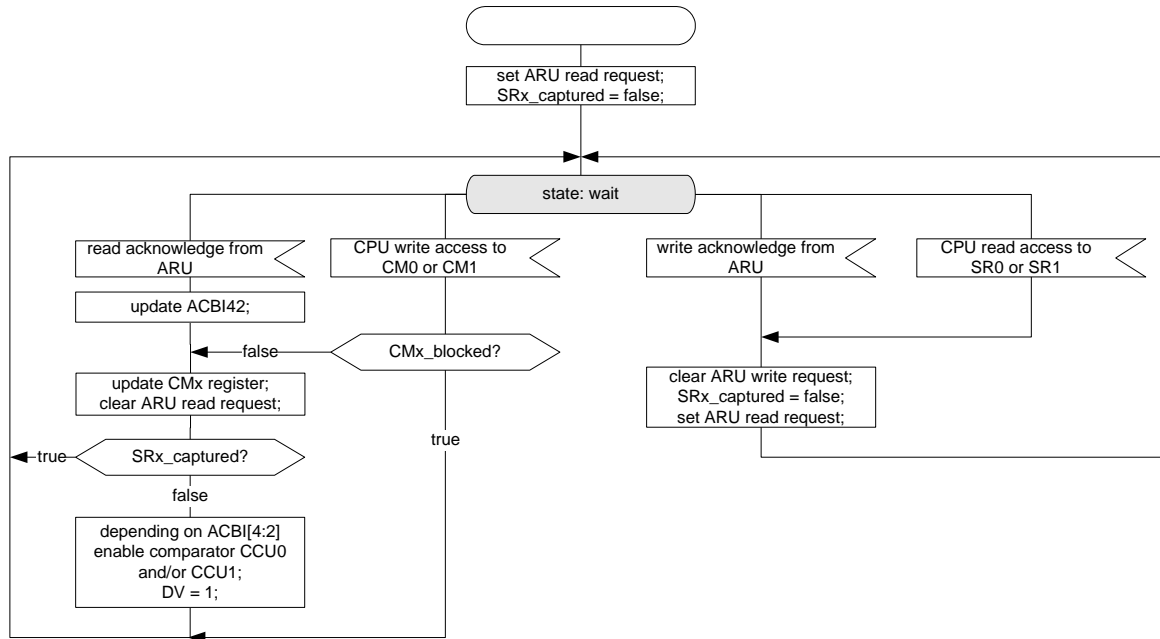 set ARU read request;
SRx_captured = false;
state: wait
read acknowledge from
ARU
CPU write access to
CM0 or CM1
write acknowledge from
ARU
CPU read access to
SR0 or SR1
update ACBI42;
false
CMx_blocked?
update CMx register;
clear ARU read request;
clear ARU write request;
SRx_captured = false;
set ARU read request;
true
true
SRx_captured?
false
depending on ACBI[4:2]
enable comparator CCU0
and/or CCU1;
DV = 1;